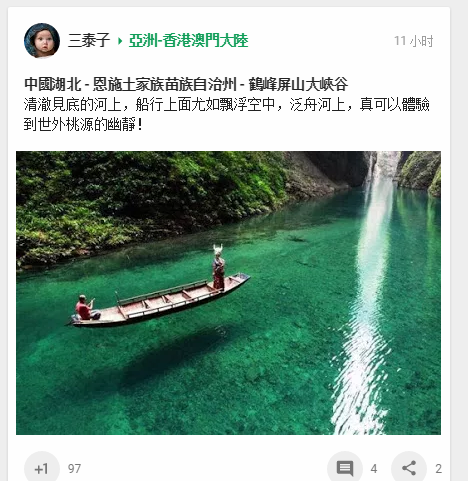 三泰子 ▸ 亞洲-香港澳門大陸 11 小时
中國湖北 - 恩施土家族苗族自治州 - 鶴峰屏山大峽谷
清澈見底的河上，船行上面尤如飄浮空中，泛舟河上，真可以體驗
到世外桃源的幽靜！
+1 97 4 2